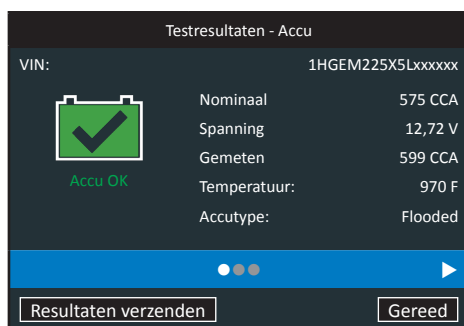 Testresultaten - Accu
VIN: 1HGEM225X5Lxxxxxx
Nominaal 575 CCA
Spanning 12,72 V
Gemeten 599 CCA
Accu OK
Temperatuur: 970 F
Accutype: Flooded
Resultaten verzenden Gereed